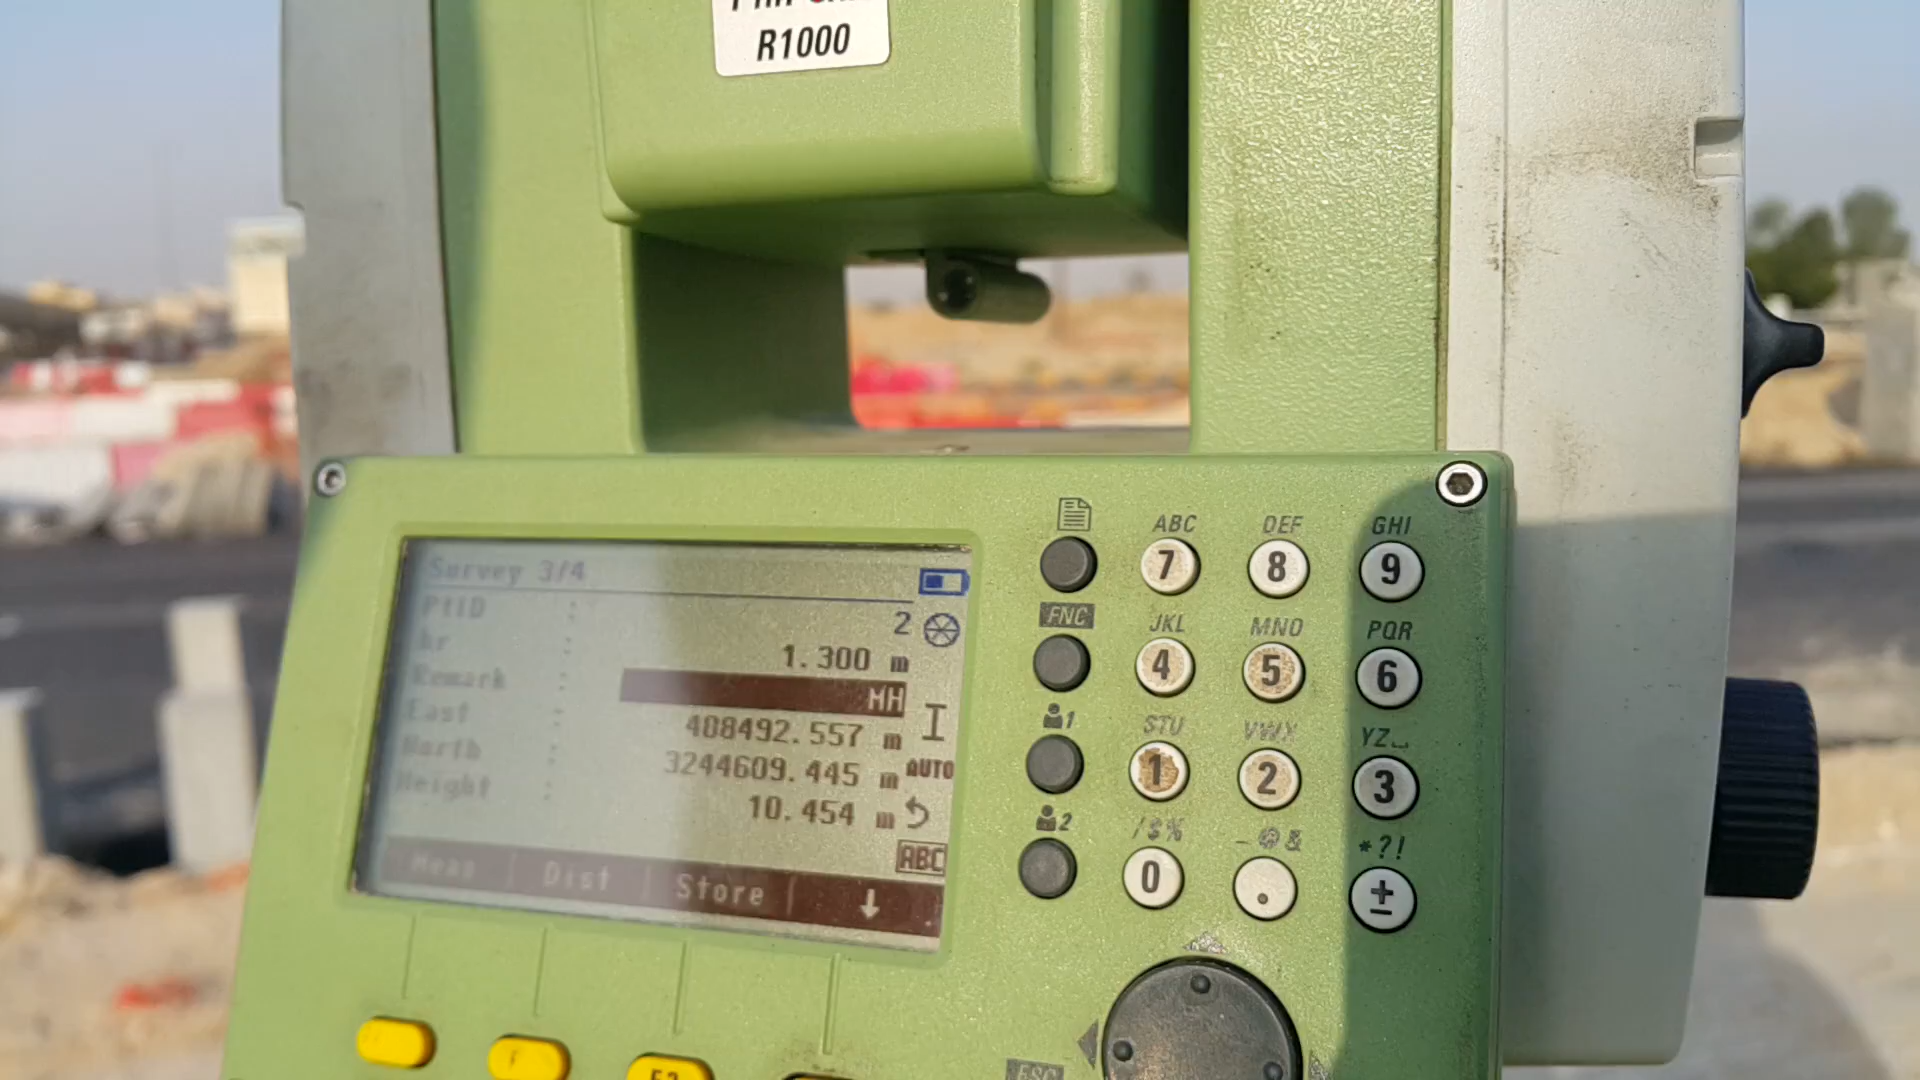 R1000
Survey 3/4
PtID : 2
hr : 1.300 m
Remark : MH
East : 408492.557 m
North : 3244609.445 m
AUTO
Height : 10.454 m
ABC
Meas Dist Store ↓
ABC DEF GHI
7 8 9
FNC
JKL MNO PQR
4 5 6
1
STU VWX YZ
1 2 3
2
/$% -@& *?!
0 . ±
ESC